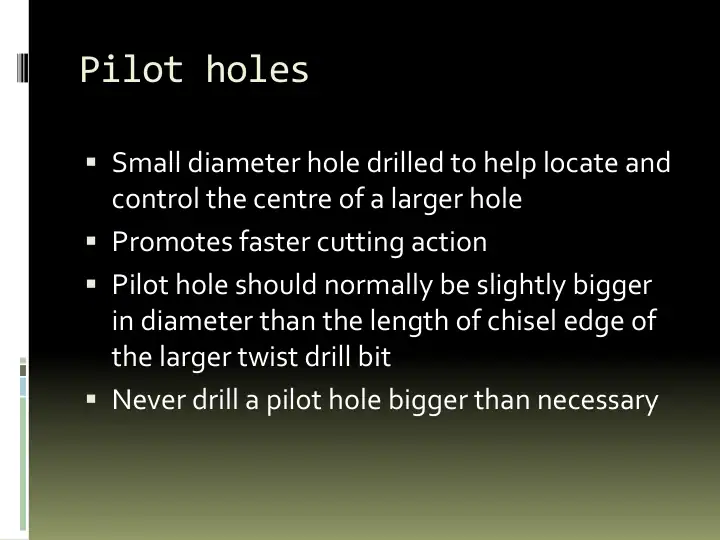 Pilot holes
▪ Small diameter hole drilled to help locate and
control the centre of a larger hole
▪ Promotes faster cutting action
▪ Pilot hole should normally be slightly bigger
in diameter than the length of chisel edge of
the larger twist drill bit
▪ Never drill a pilot hole bigger than necessary